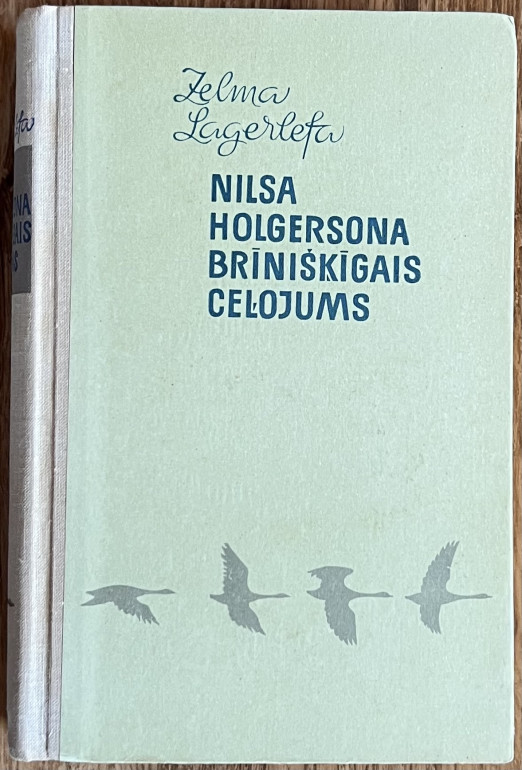 Zelma
Lagerlefa
NILSA
HOLGERSONA
BRĪNIŠĶĪGAIS
CEĻOJUMS